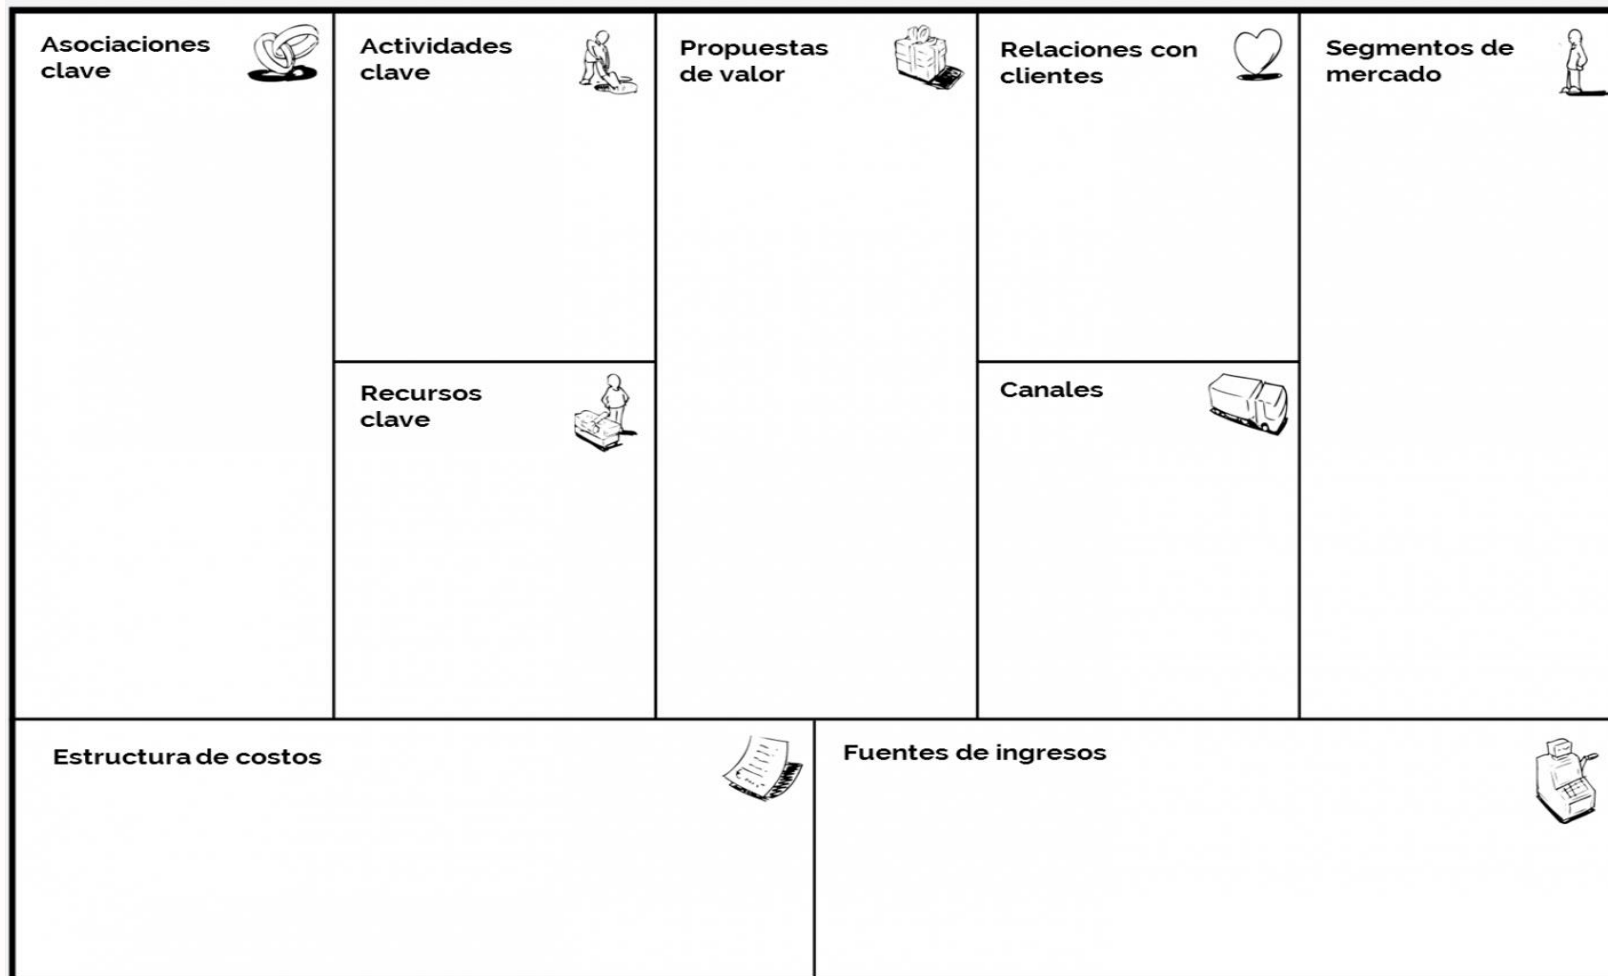 Asociaciones
clave
Actividades
clave
Propuestas
de valor
Relaciones con
clientes
Segmentos de
mercado
Recursos
clave
Canales
Estructura de costos
Fuentes de ingresos